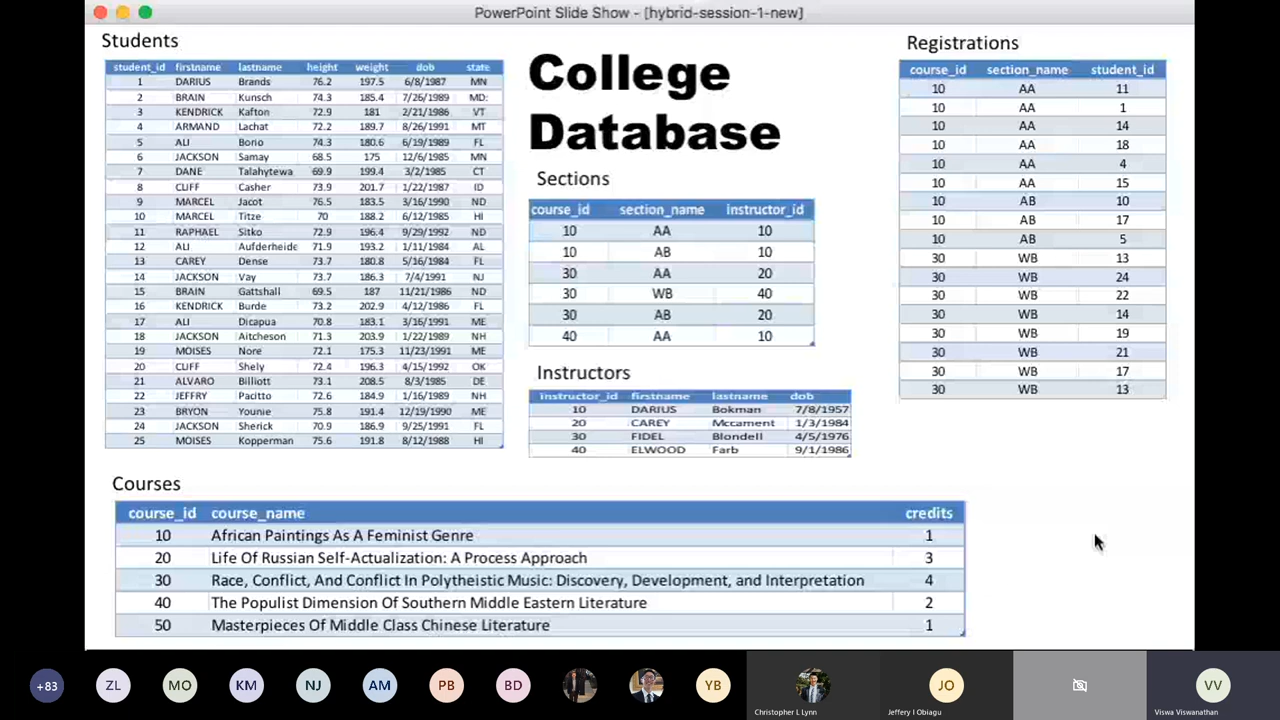 PowerPoint Slide Show - [hybrid-session-1-new]
Students
student_id firstname lastname height weight dob state
1 DARIUS Brands 76.2 197.5 6/8/1987 MN
2 BRAIN Kunsch 74.3 185.4 7/26/1989 MD:
3 KENDRICK Kafton 72.9 181 2/21/1986 VT
4 ARMAND Lachat 72.2 189.7 8/26/1991 MT
5 ALI Borio 74.3 180.6 6/19/1989 FL
6 JACKSON Samay 68.5 175 12/6/1985 MN
7 DANE Talahytewa 69.9 199.4 3/2/1985 CT
8 CLIFF Casher 73.9 201.7 1/22/1987 ID
9 MARCEL Jacot 76.5 183.5 3/16/1990 ND
10 MARCEL Titze 70 188.2 6/12/1985 HI
11 RAPHAEL Sitko 72.9 196.4 9/29/1992 ND
12 ALI Aufderheide 71.9 193.2 1/11/1984 AL
13 CAREY Dense 73.7 180.8 5/16/1984 FL
14 JACKSON Vay 73.7 186.3 7/4/1991 NJ
15 BRAIN Gattshall 69.5 187 11/21/1986 ND
16 KENDRICK Burde 73.2 202.9 4/12/1986 FL
17 ALI Dicapua 70.8 183.1 3/16/1991 ME
18 JACKSON Aitcheson 71.3 203.9 1/22/1989 NH
19 MOISES Nore 72.1 175.3 11/23/1991 ME
20 CLIFF Shely 72.4 196.3 4/15/1992 OK
21 ALVARO Billiott 73.1 208.5 8/3/1985 DE
22 JEFFRY Pacitto 72.6 184.9 1/16/1989 NH
23 BRYON Younie 75.8 191.4 12/19/1990 ME
24 JACKSON Sherick 70.9 186.9 9/25/1991 FL
25 MOISES Kopperman 75.6 191.8 8/12/1988 HI
College
Database
Sections
course_id section_name instructor_id
10 AA 10
10 AB 10
30 AA 20
30 WB 40
30 AB 20
40 AA 10
Instructors
instructor_id firstname lastname dob
10 DARIUS Bokman 7/8/1957
20 CAREY Mccament 1/3/1984
30 FIDEL Blondell 4/5/1976
40 ELWOOD Farb 9/1/1986
Registrations
course_id section_name student_id
10 AA 11
10 AA 1
10 AA 14
10 AA 18
10 AA 4
10 AA 15
10 AB 10
10 AB 17
10 AB 5
30 WB 13
30 WB 24
30 WB 22
30 WB 14
30 WB 19
30 WB 21
30 WB 17
30 WB 13
Courses
course_id course_name credits
10 African Paintings As A Feminist Genre 1
20 Life Of Russian Self-Actualization: A Process Approach 3
30 Race, Conflict, And Conflict In Polytheistic Music: Discovery, Development, and Interpretation 4
40 The Populist Dimension Of Southern Middle Eastern Literature 2
50 Masterpieces Of Middle Class Chinese Literature 1
+83 ZL MO KM NJ AM PB BD YB JO VV
Christopher L Lynn Jeffery I Obiagu Viswa Viswanathan